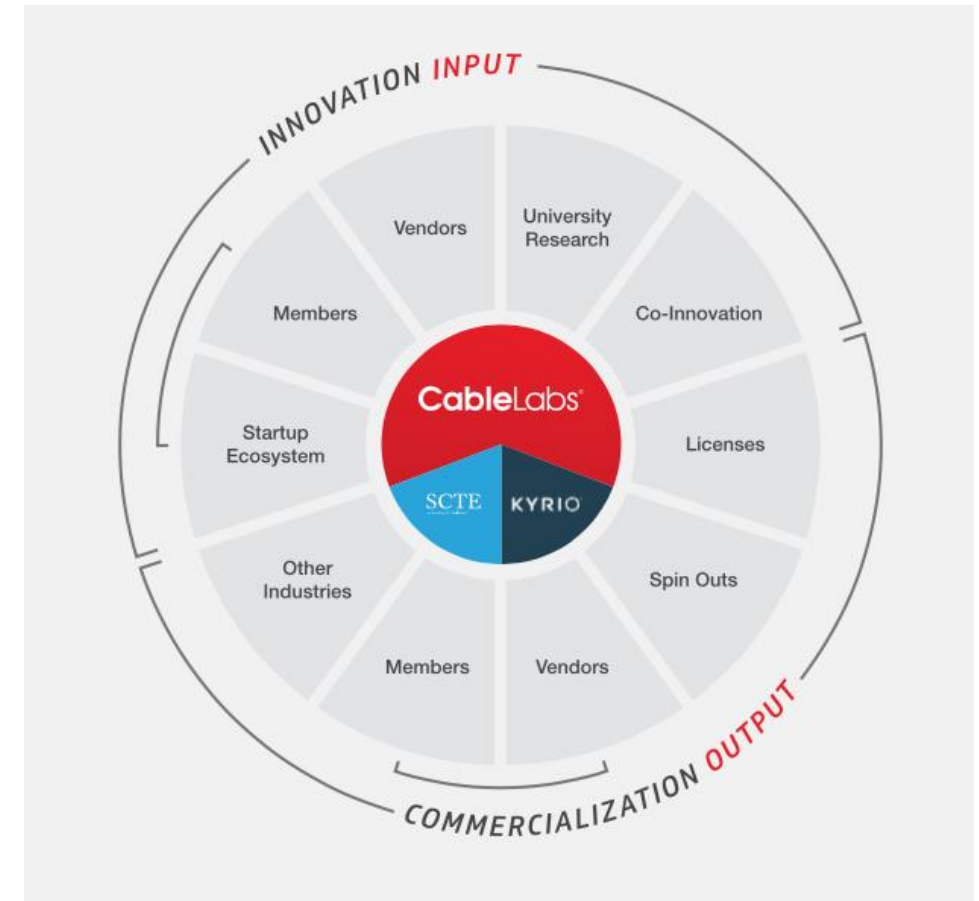 INNOVATION INPUT
Vendors
University
Research
Members
Co-Innovation
CableLabs®
Startup
Ecosystem
Licenses
SCTE
KYRIO
Other
Industries
Spin Outs
Members
Vendors
COMMERCIALIZATION OUTPUT